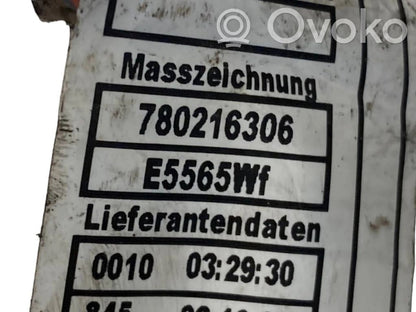 Ovoko
Masszeichnung
780216306
E5565Wf
Lieferantendaten
0010 03:29:30